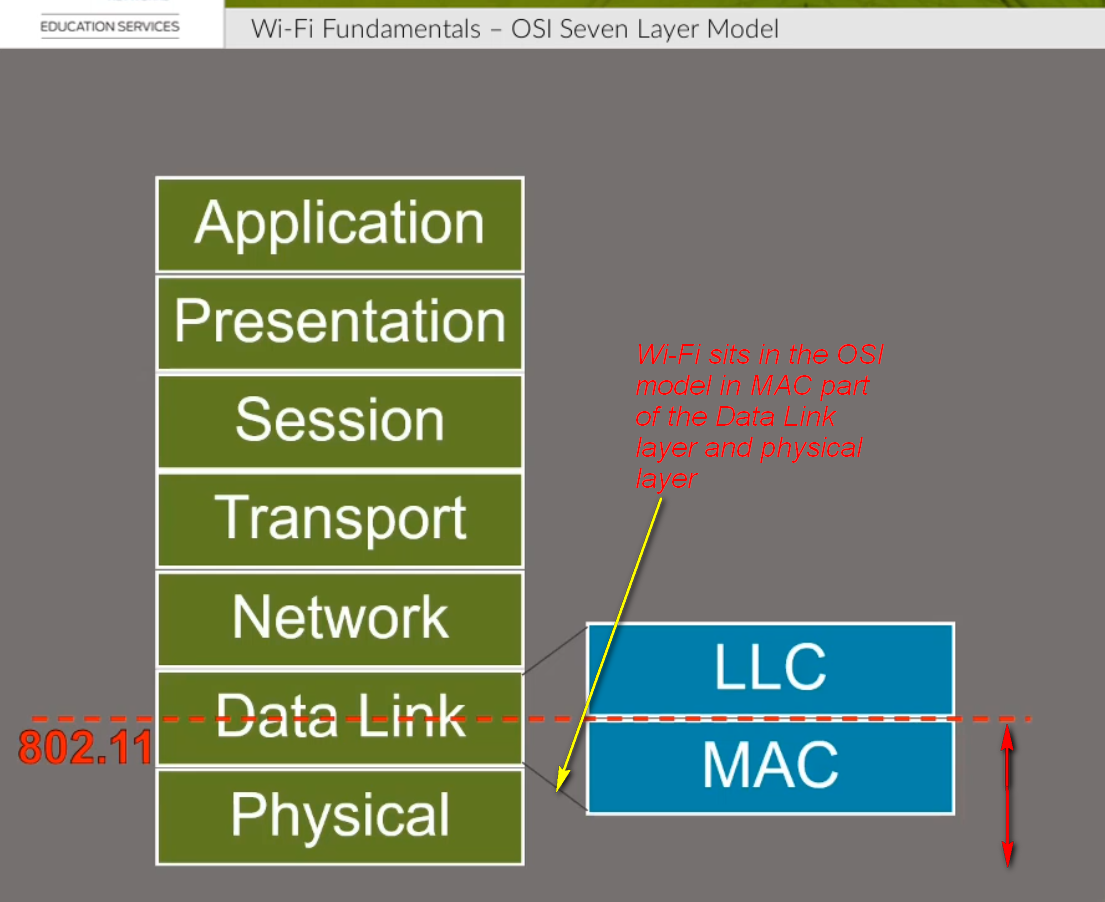 EDUCATION SERVICES
Wi-Fi Fundamentals – OSI Seven Layer Model
Application
Presentation
Wi-Fi sits in the OSI
model in MAC part
of the Data Link
layer and physical
layer
Session
Transport
Network
LLC
Data Link
802.11
MAC
Physical